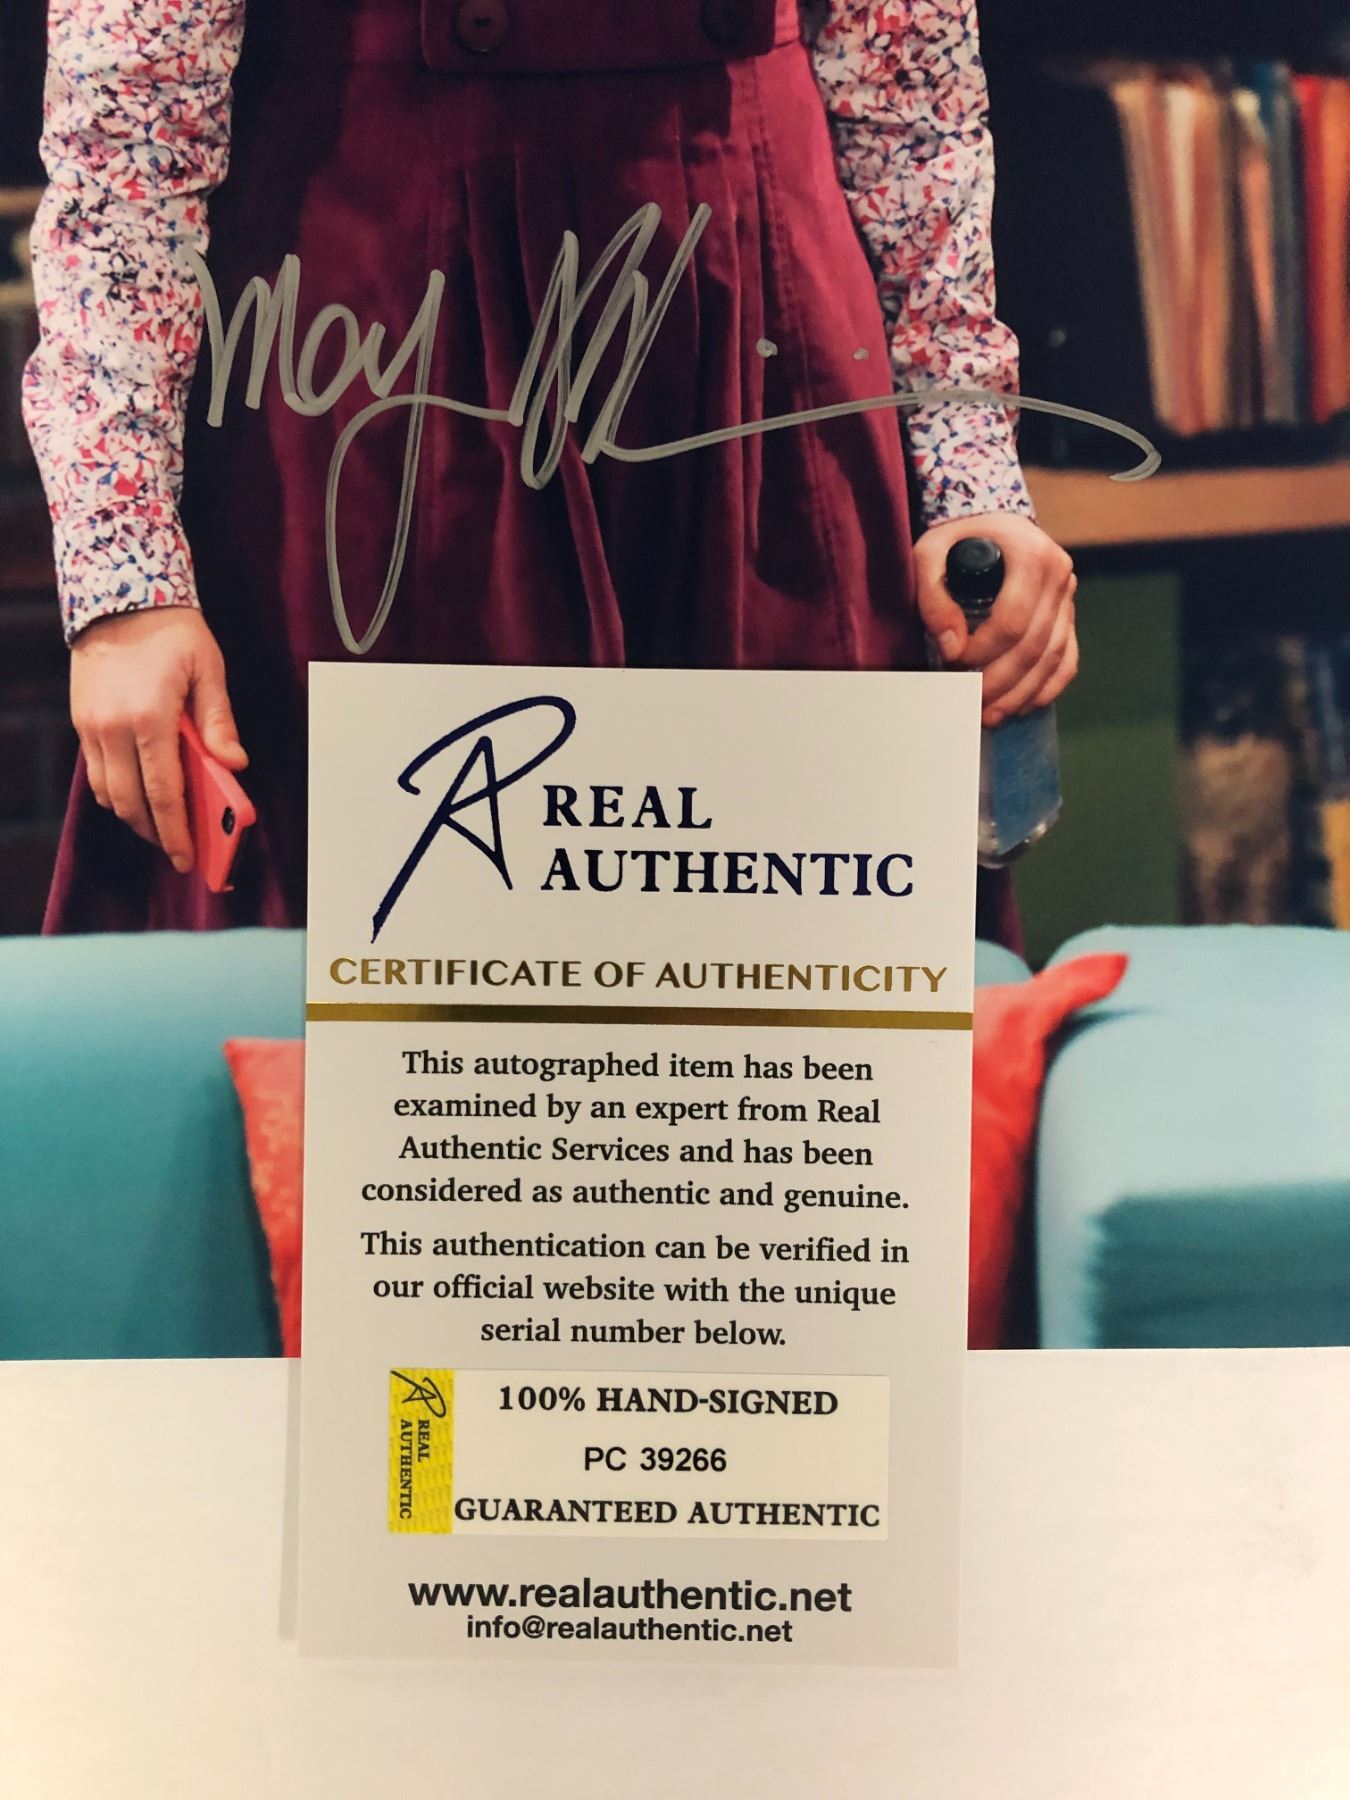 REAL
AUTHENTIC
CERTIFICATE OF AUTHENTICITY
This autographed item has been
examined by an expert from Real
Authentic Services and has been
considered as authentic and genuine.
This authentication can be verified in
our official website with the unique
serial number below.
REAL
AUTHENTIC
100% HAND-SIGNED
PC 39266
GUARANTEED AUTHENTIC
www.realauthentic.net
info@realauthentic.net